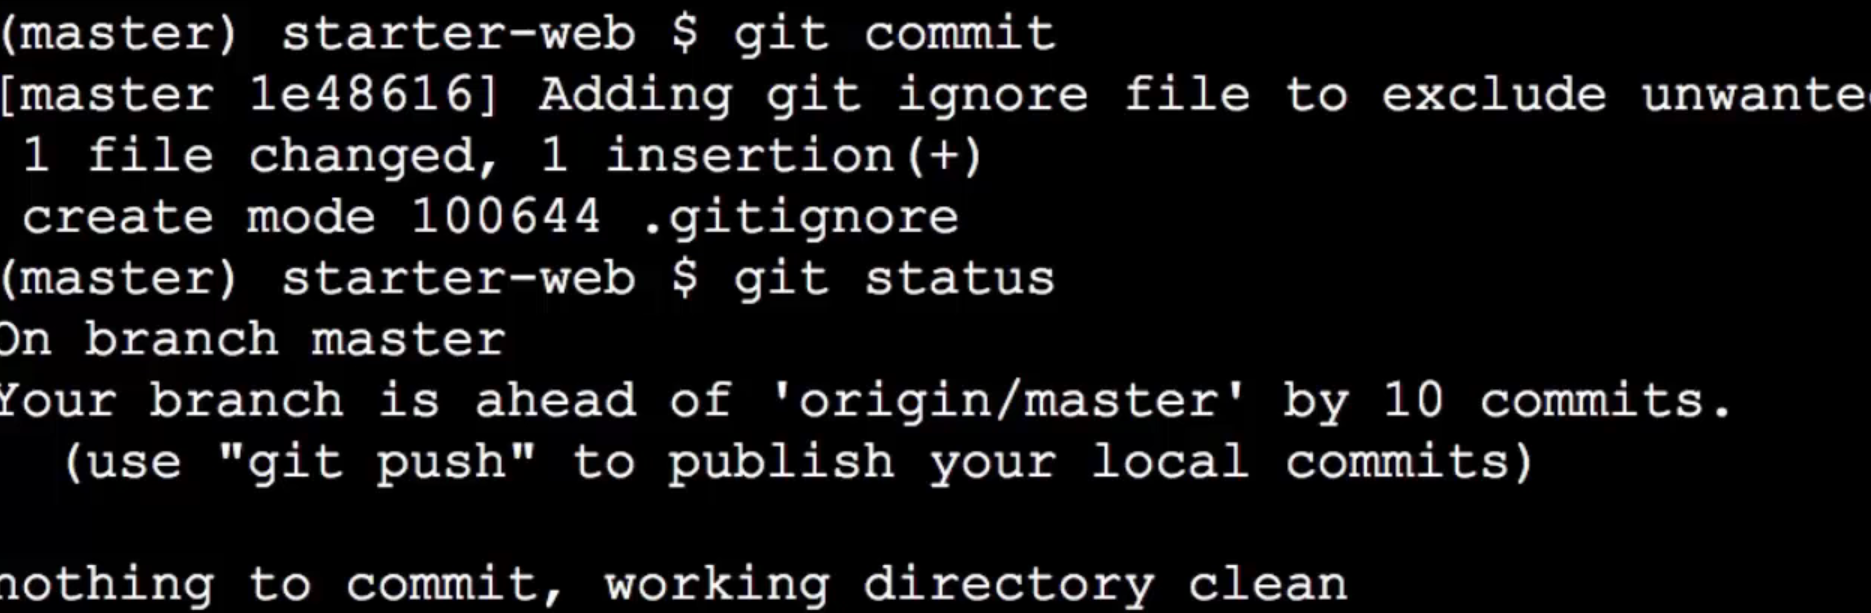 (master) starter-web $ git commit
[master 1e48616] Adding git ignore file to exclude
1 file changed, 1 insertion(+)
create mode 100644 .gitignore
(master) starter-web $ git status
On branch master
Your branch is ahead of 'origin/master' by 10 commits.
(use "git push" to publish your local commits)
nothing to commit, working directory clean